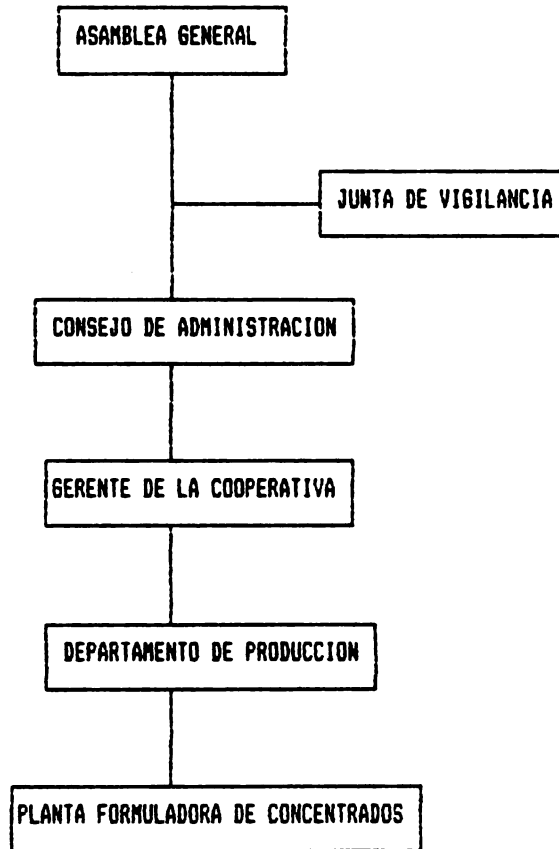 ASAMBLEA GENERAL
JUNTA DE VIGILANCIA
CONSEJO DE ADMINISTRACION
GERENTE DE LA COOPERATIVA
DEPARTAMENTO DE PRODUCCION
PLANTA FORMULADORA DE CONCENTRADOS